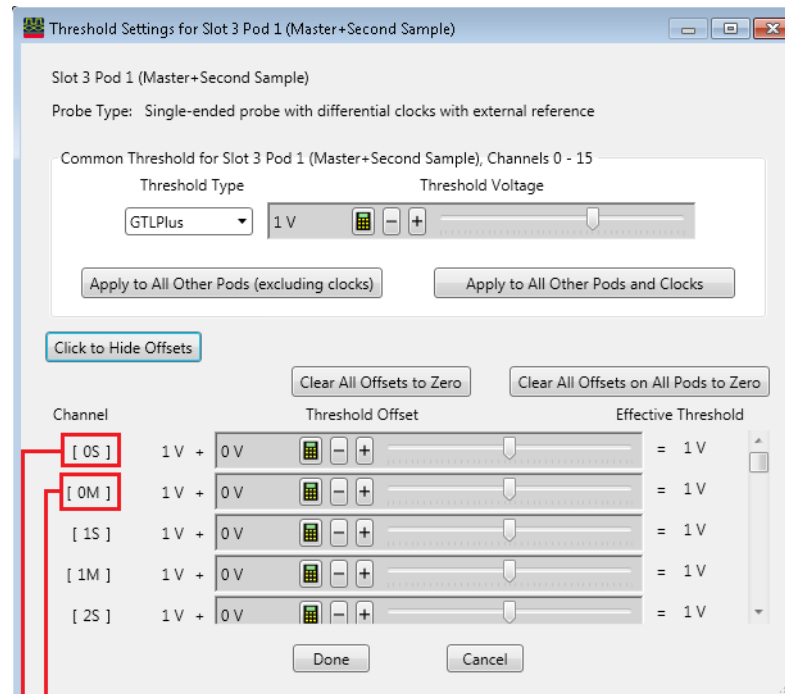 Threshold Settings for Slot 3 Pod 1 (Master+Second Sample)
Slot 3 Pod 1 (Master+Second Sample)
Probe Type: Single-ended probe with differential clocks with external reference
Common Threshold for Slot 3 Pod 1 (Master+Second Sample), Channels 0 - 15
Threshold Type Threshold Voltage
GTLPlus 1 V - +
Apply to All Other Pods (excluding clocks) Apply to All Other Pods and Clocks
Click to Hide Offsets
Clear All Offsets to Zero Clear All Offsets on All Pods to Zero
Channel Threshold Offset Effective Threshold
[ 0S ] 1 V + 0 V - + = 1 V
[ 0M ] 1 V + 0 V - + = 1 V
[ 1S ] 1 V + 0 V - + = 1 V
[ 1M ] 1 V + 0 V - + = 1 V
[ 2S ] 1 V + 0 V - + = 1 V
Done Cancel